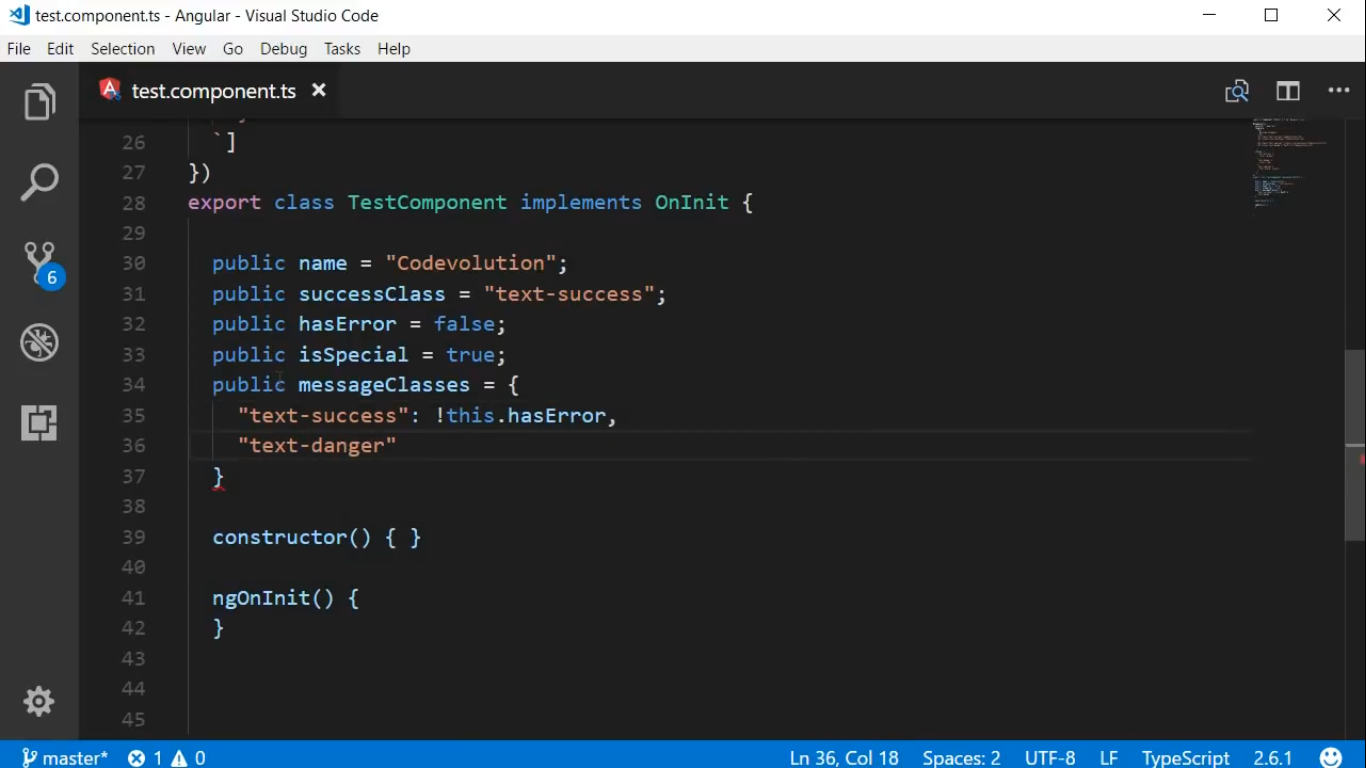 test.component.ts - Angular - Visual Studio Code
File Edit Selection View Go Debug Tasks Help
test.component.ts
26 `]
27 })
28 export class TestComponent implements OnInit {
29
30 public name = "Codevolution";
31 public successClass = "text-success";
32 public hasError = false;
33 public isSpecial = true;
34 public messageClasses = {
35 "text-success": !this.hasError,
36 "text-danger"
37 }
38
39 constructor() { }
40
41 ngOnInit() {
42 }
43
44
45
6
master* 1 0 Ln 36, Col 18 Spaces: 2 UTF-8 LF TypeScript 2.6.1